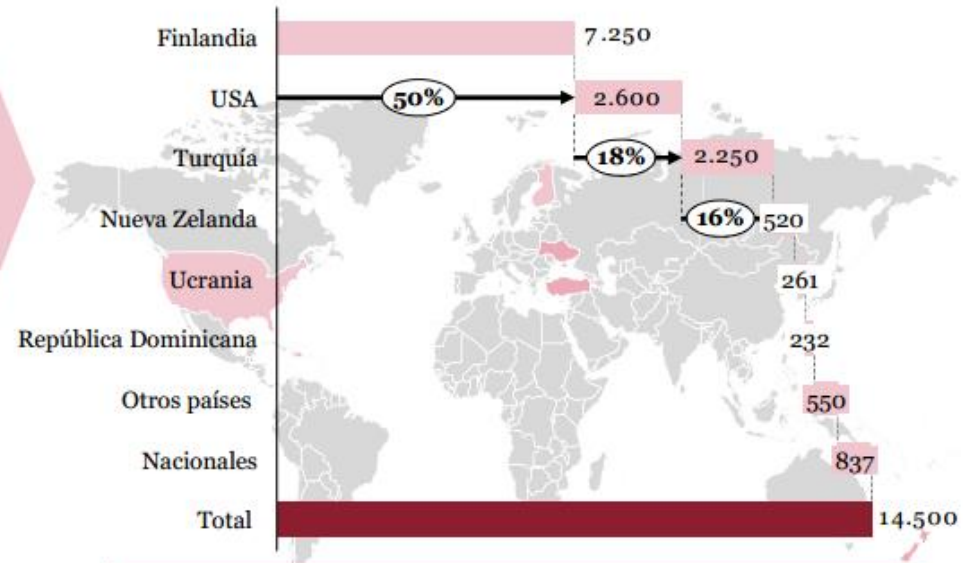 Finlandia 7.250
USA 50% 2.600
Turquía 18% 2.250
Nueva Zelanda 16% 520
Ucrania 261
República Dominicana 232
Otros países 550
Nacionales 837
Total 14.500